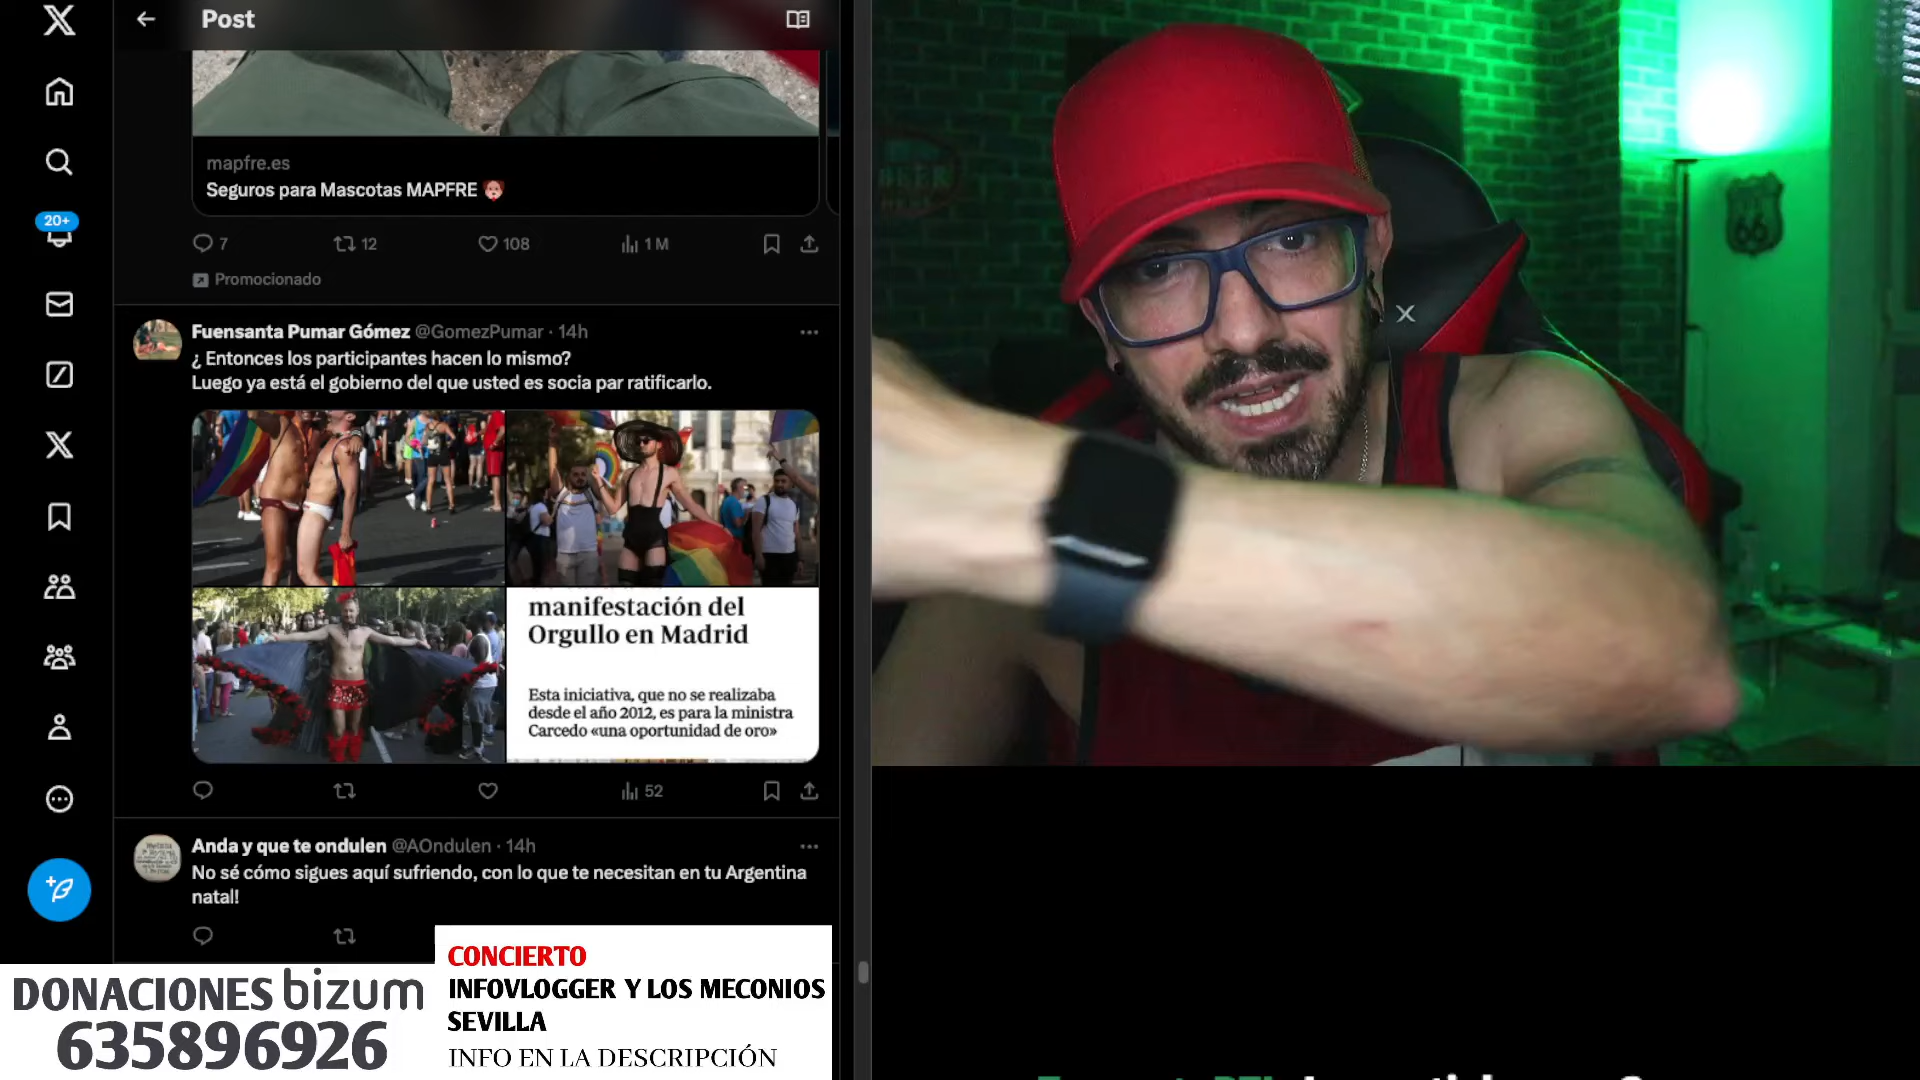 Post
mapfre.es
Seguros para Mascotas MAPFRE
7
12
108
1 M
Promocionado
20+
Fuensanta Pumar Gómez @GomezPumar · 14h
¿ Entonces los participantes hacen lo mismo?
Luego ya está el gobierno del que usted es socia par ratificarlo.
manifestación del
Orgullo en Madrid
Esta iniciativa, que no se realizaba
desde el año 2012, es para la ministra
Carcedo «una oportunidad de oro»
52
Anda y que te ondulen @AOndulen · 14h
No sé cómo sigues aquí sufriendo, con lo que te necesitan en tu Argentina
natal!
DONACIONES bizum
635896926
CONCIERTO
INFOVLOGGER Y LOS MECONIOS
SEVILLA
INFO EN LA DESCRIPCIÓN
BEER
66